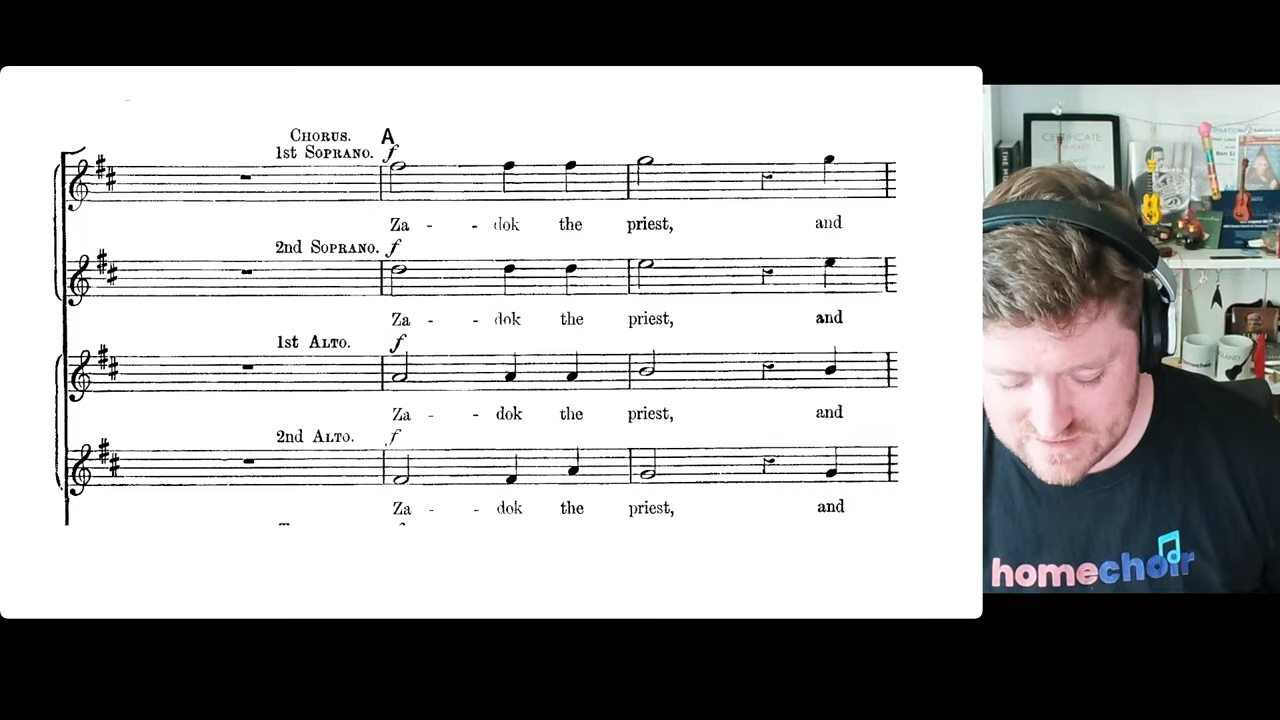 CHORUS.
A
1st SOPRANO. f
Za - - dok the priest, and
2nd SOPRANO. f
Za - - dok the priest, and
1st ALTO. f
Za - - dok the priest, and
2nd ALTO. f
Za - - dok the priest, and
CERTIFICATE
homechoir